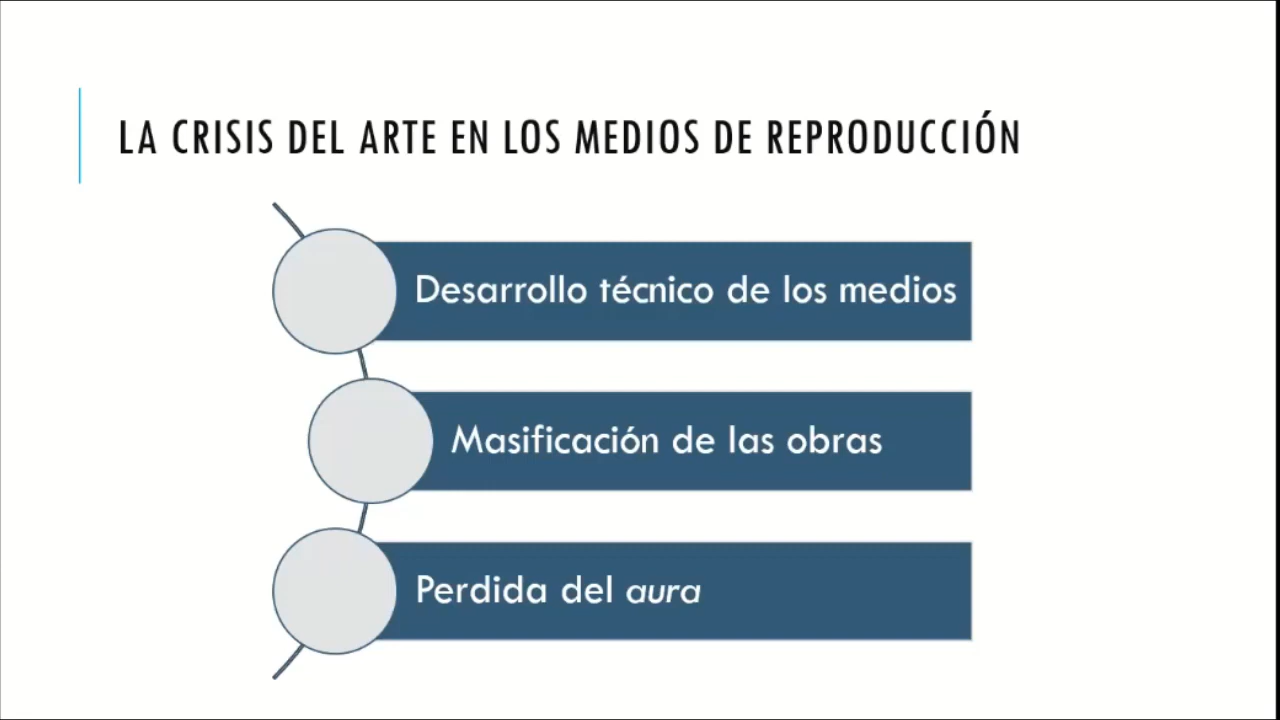 LA CRISIS DEL ARTE EN LOS MEDIOS DE REPRODUCCIÓN
Desarrollo técnico de los medios
Masificación de las obras
Perdida del aura